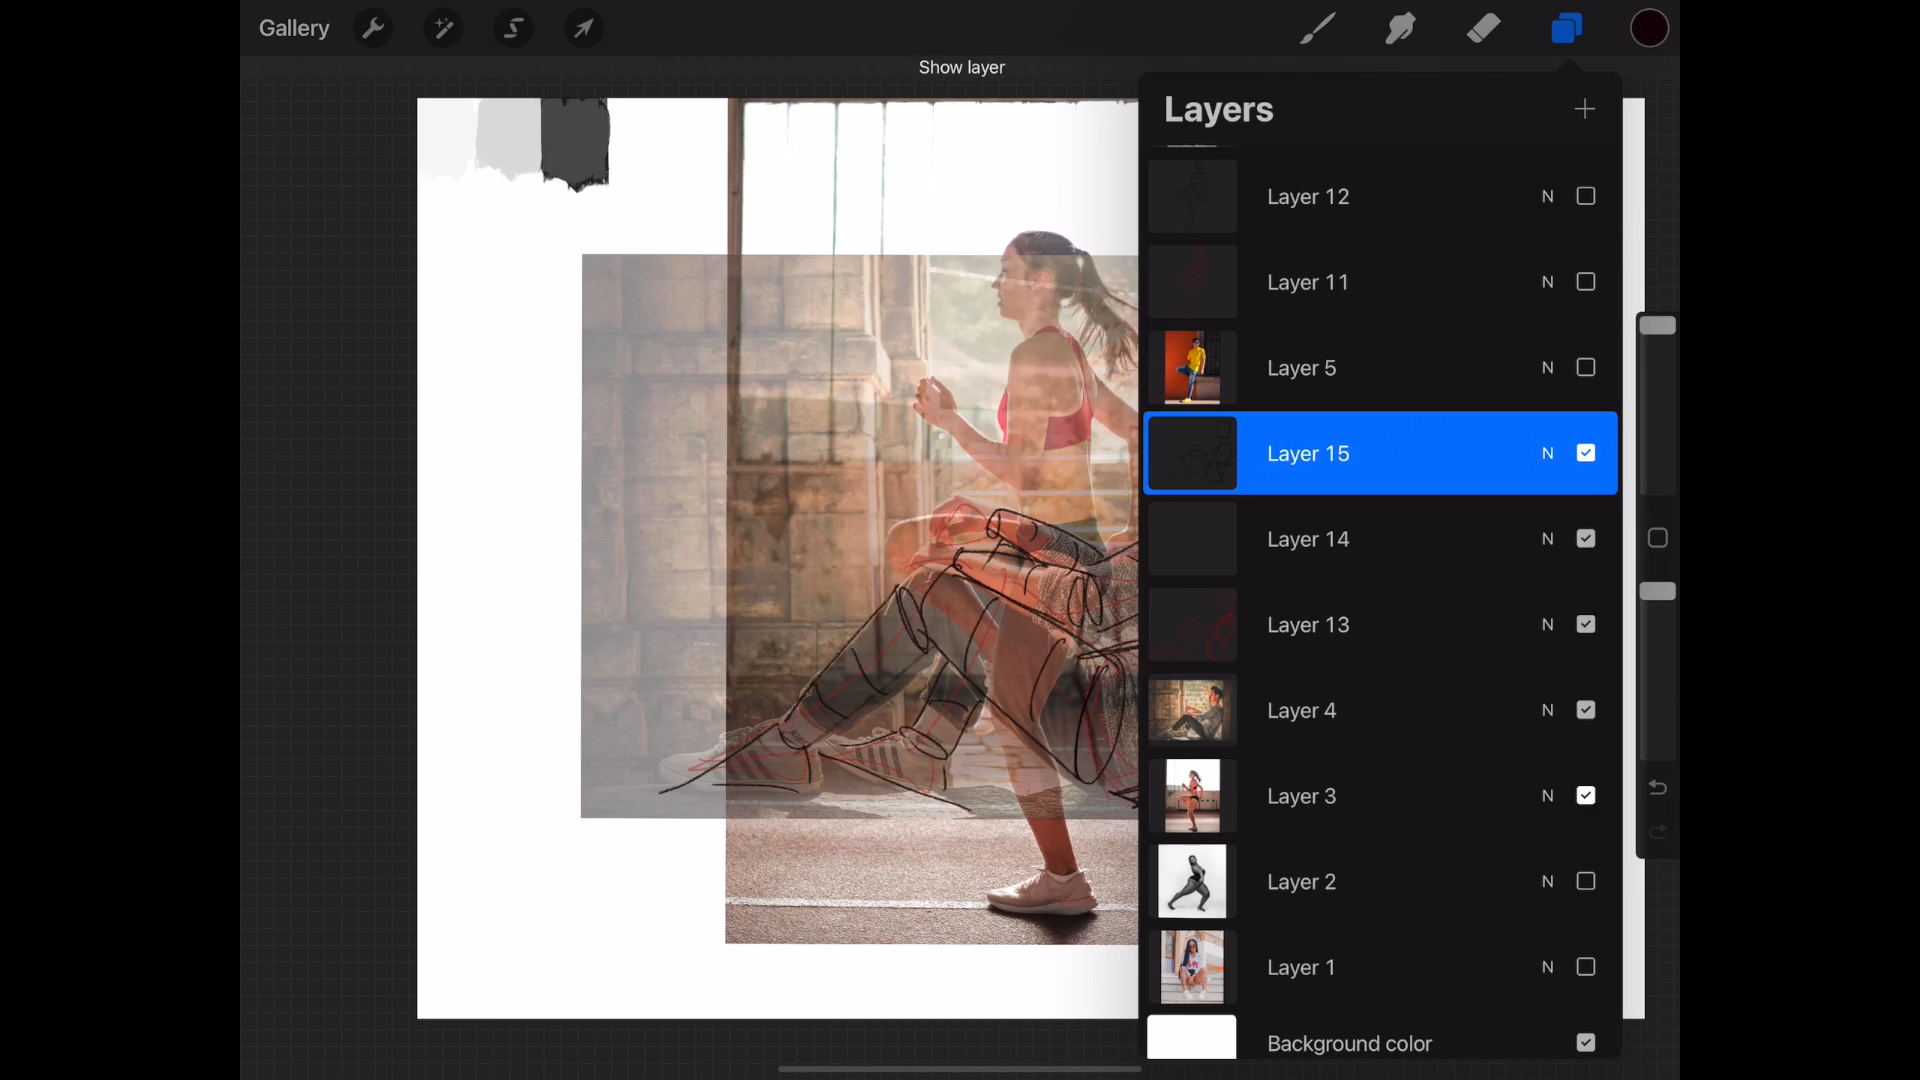 Gallery
Show layer
Layers
Layer 12 N
Layer 11 N
Layer 5 N
Layer 15 N
Layer 14 N
Layer 13 N
Layer 4 N
Layer 3 N
Layer 2 N
Layer 1 N
Background color